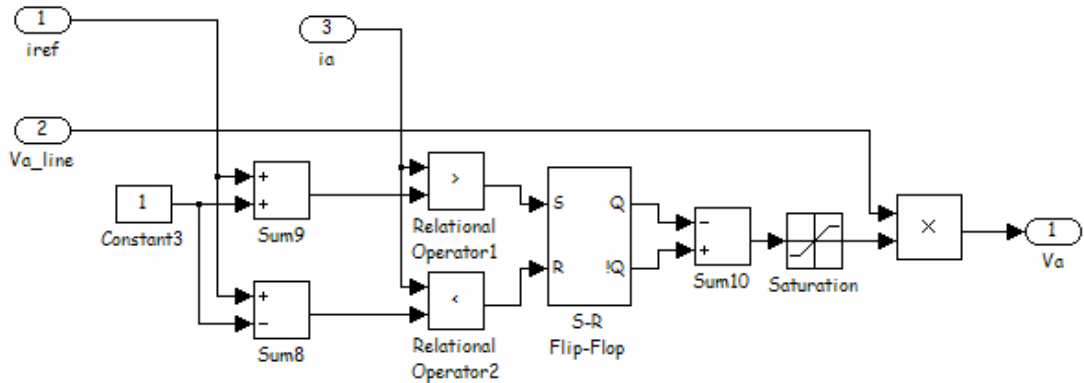 1
iref
3
ia
2
Va_line
1
Constant3
+
+
Sum9
>
Relational
Operator1
S
Q
R
!Q
S-R
Flip-Flop
−
+
Sum10
Saturation
×
1
Va
+
−
Sum8
<
Relational
Operator2